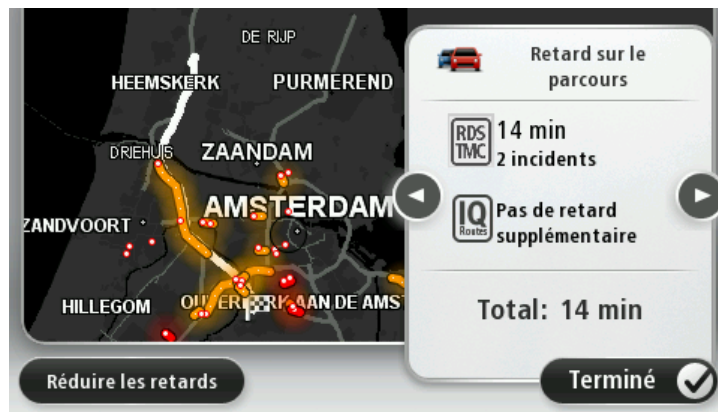 DE RIJP
HEEMSKERK
PURMEREND
DRIEHUIS
ZAANDAM
AMSTERDAM
ZANDVOORT
HILLEGOM
OUDERKERK AAN DE AMS
Retard sur le
parcours
RDS
TMC
14 min
2 incidents
IQ
Routes
Pas de retard
supplémentaire
Total: 14 min
Réduire les retards
Terminé